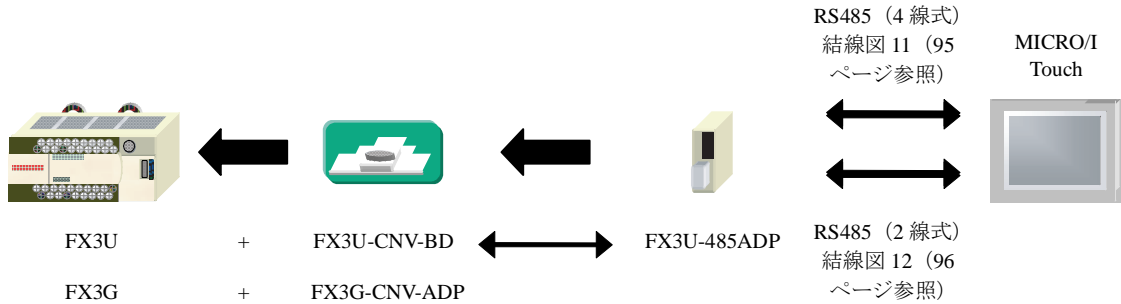 RS485（4 線式）
結線図 11（95
ページ参照）
MICRO/I
Touch
FX3U + FX3U-CNV-BD FX3U-485ADP
RS485（2 線式）
結線図 12（96
ページ参照）
FX3G + FX3G-CNV-ADP